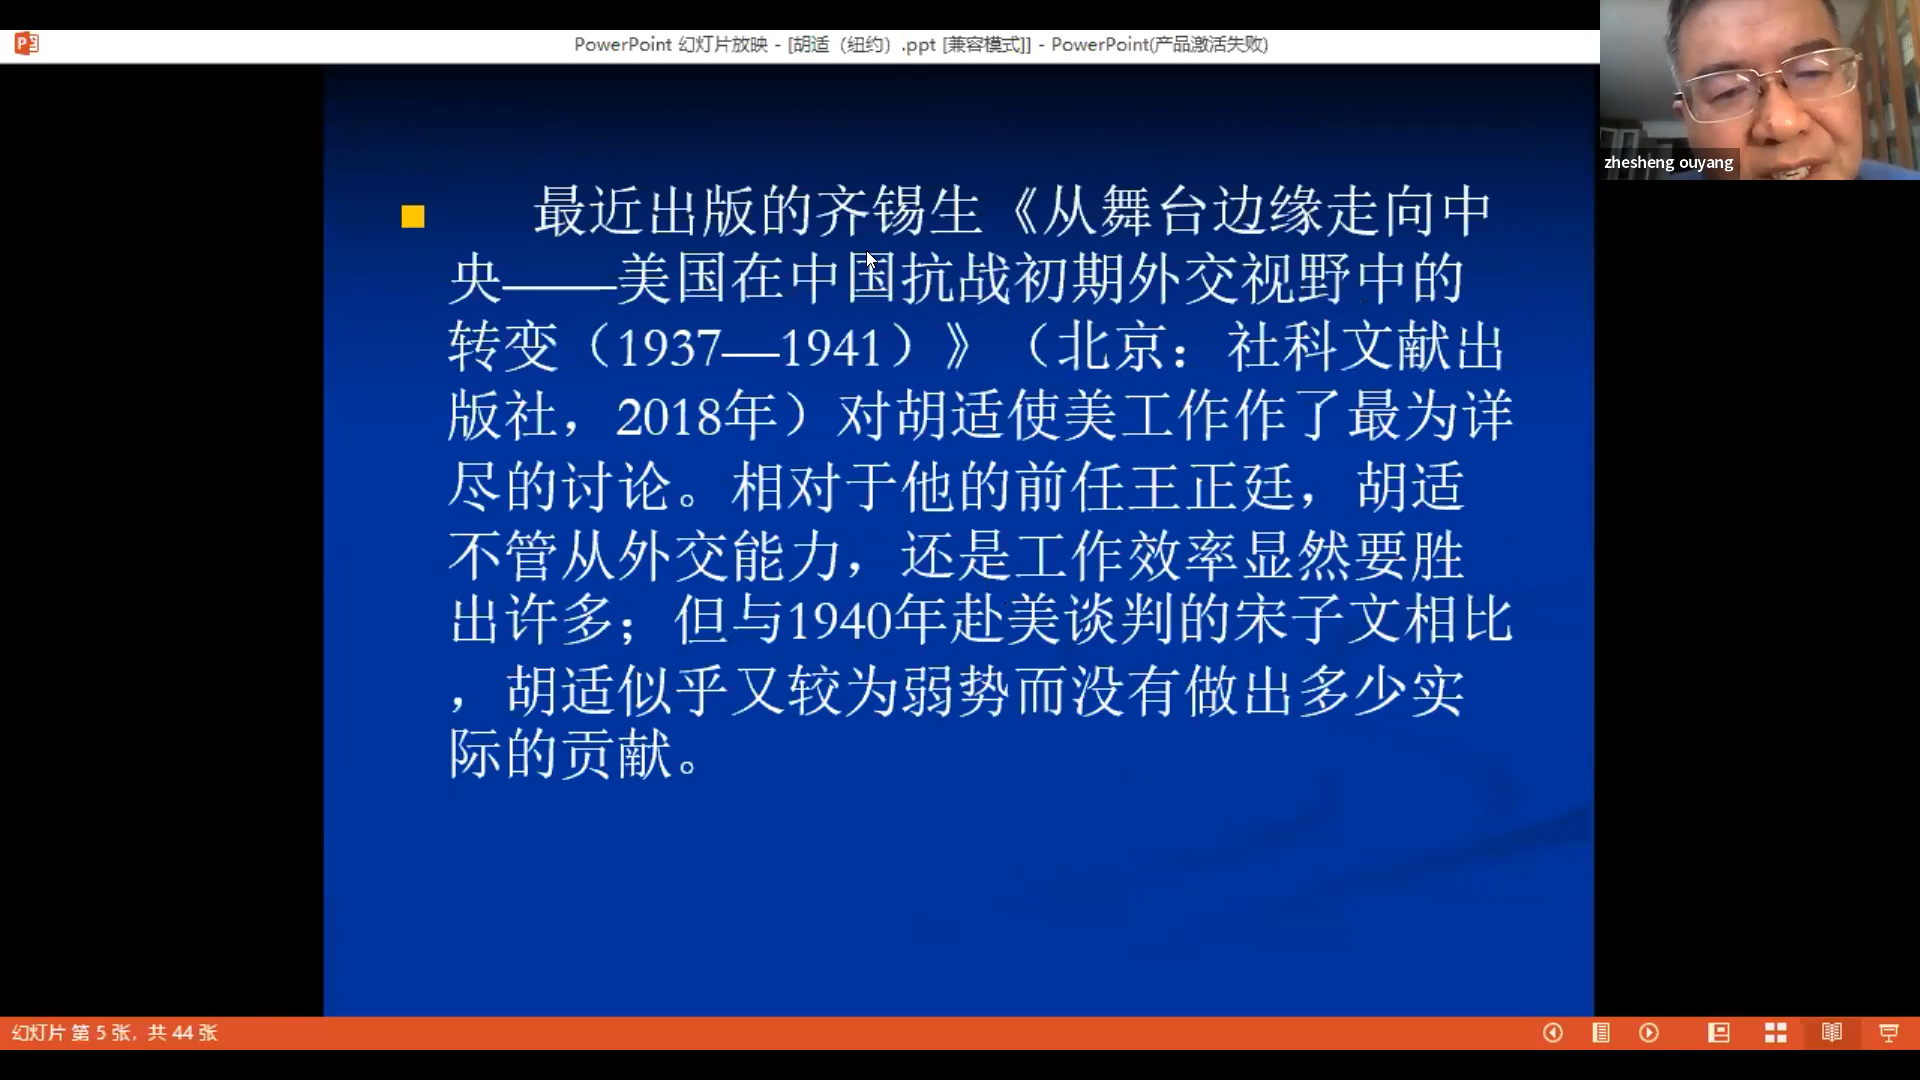 PowerPoint 幻灯片放映 - [胡适（纽约）.ppt [兼容模式]] - PowerPoint(产品激活失败)
zhesheng ouyang
最近出版的齐锡生《从舞台边缘走向中
央——美国在中国抗战初期外交视野中的
转变（1937—1941）》（北京：社科文献出
版社，2018年）对胡适使美工作作了最为详
尽的讨论。相对于他的前任王正廷，胡适
不管从外交能力，还是工作效率显然要胜
出许多；但与1940年赴美谈判的宋子文相比
，胡适似乎又较为弱势而没有做出多少实
际的贡献。
幻灯片 第 5 张，共 44 张